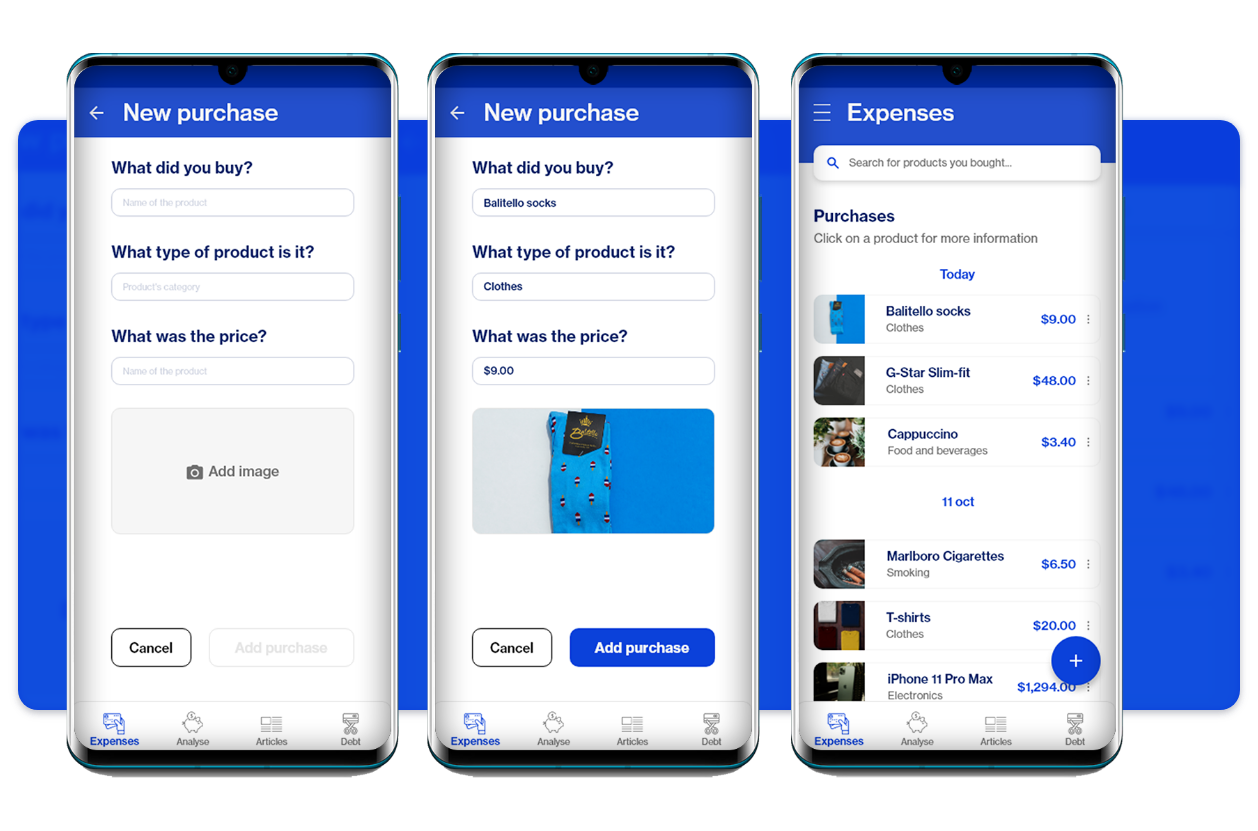 New purchase
What did you buy?
Name of the product
What type of product is it?
Product's category
What was the price?
Name of the product
Add image
Cancel
Add purchase
Expenses
Analyse
Articles
Debt
New purchase
What did you buy?
Balitello socks
What type of product is it?
Clothes
What was the price?
$9.00
Cancel
Add purchase
Expenses
Analyse
Articles
Debt
Expenses
Search for products you bought...
Purchases
Click on a product for more information
Today
Balitello socks
$9.00
Clothes
G-Star Slim-fit
$48.00
Clothes
Cappuccino
$3.40
Food and beverages
11 oct
Marlboro Cigarettes
$6.50
Smoking
T-shirts
$20.00
Clothes
+
iPhone 11 Pro Max
$1,294.00
Electronics
Expenses
Analyse
Articles
Debt